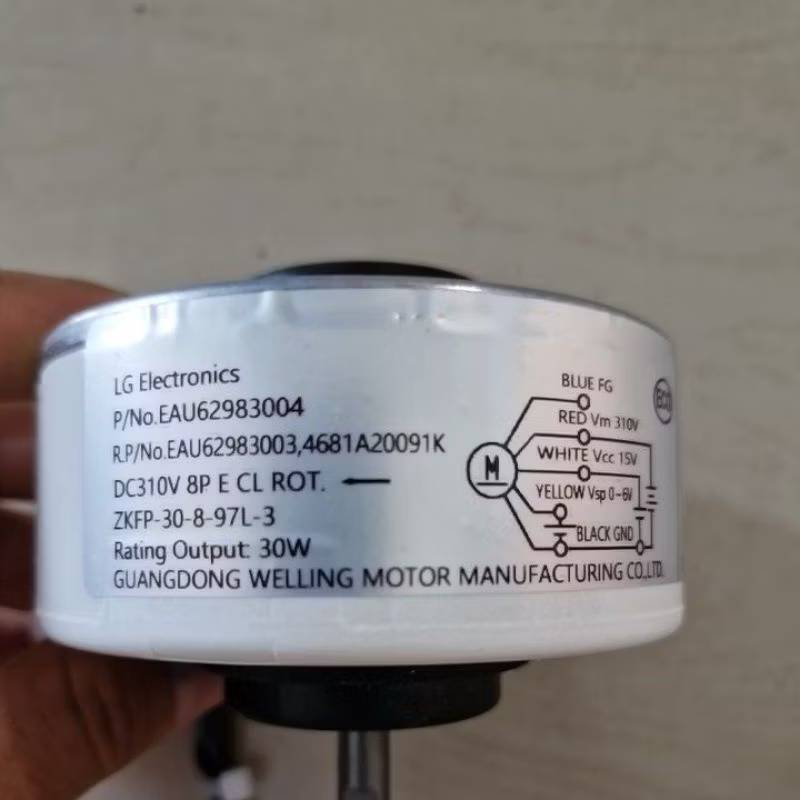 LG Electronics
P/No.EAU62983004
R.P/No.EAU62983003,4681A20091K
DC310V 8P E CL ROT. ←
ZKFP-30-8-97L-3
Rating Output: 30W
GUANGDONG WELLING MOTOR MANUFACTURING CO.,LTD.
BLUE FG
RED Vm 310V
WHITE Vcc 15V
YELLOW Vsp 0~6V
BLACK GND
M